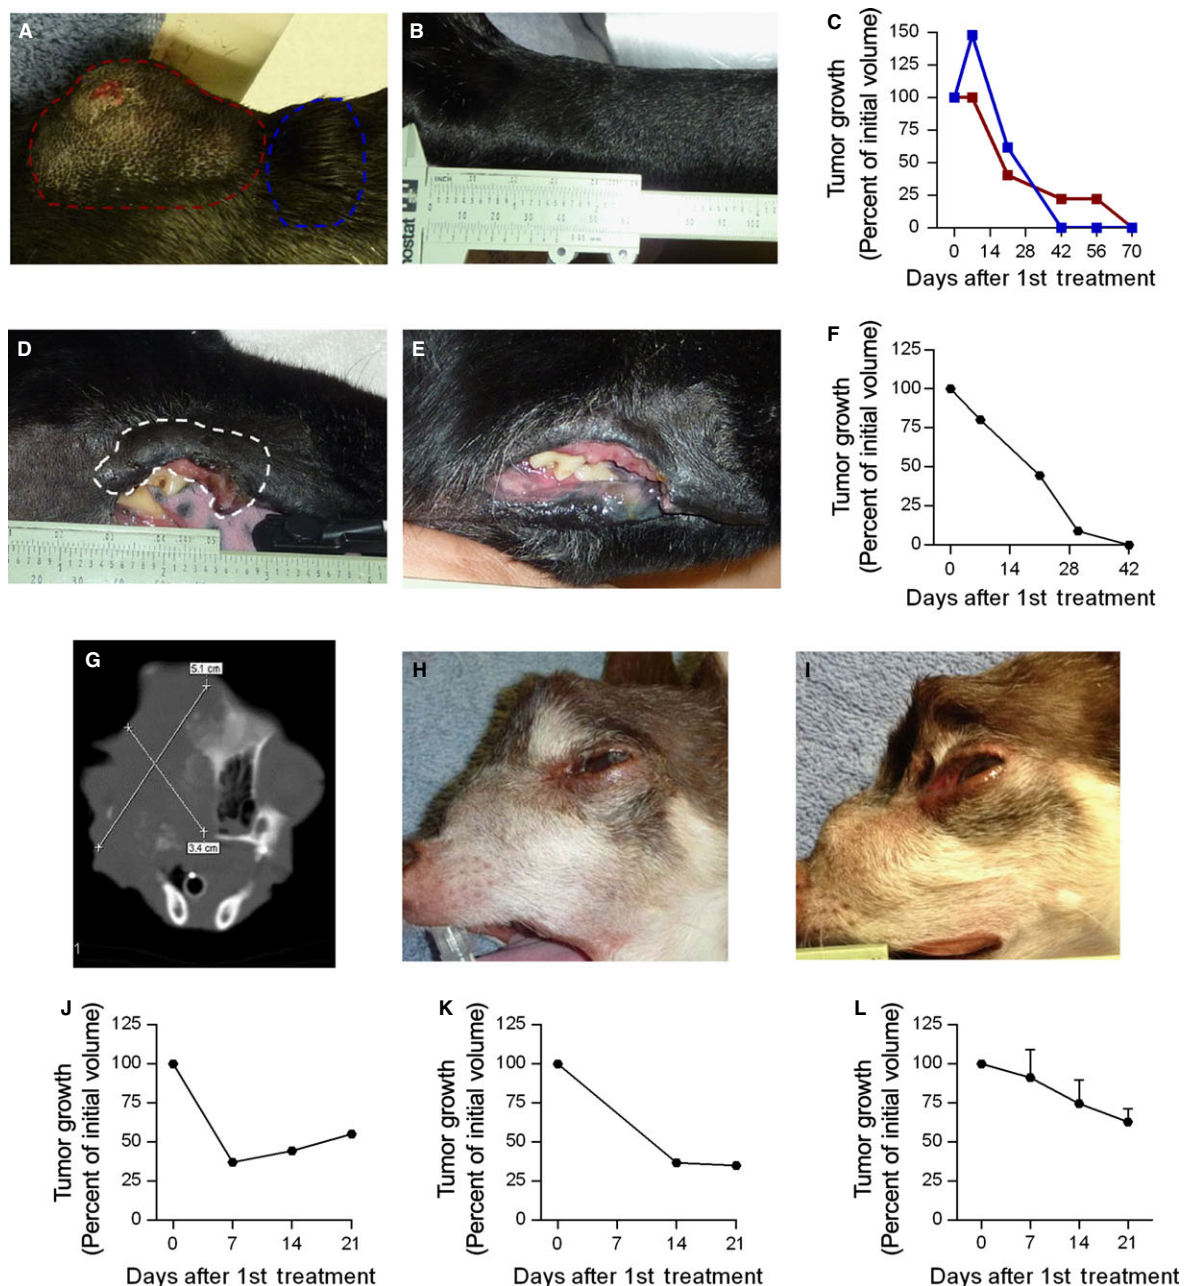 A
B
C
Tumor growth
(Percent of initial volume)
150
125
100
75
50
25
0
0 14 28 42 56 70
Days after 1st treatment
INCH
nostat
D
E
F
Tumor growth
(Percent of initial volume)
125
100
75
50
25
0
0 14 28 42
Days after 1st treatment
G
5.1 cm
3.4 cm
1
H
I
J
Tumor growth
(Percent of initial volume)
125
100
75
50
25
0
0 7 14 21
Days after 1st treatment
K
Tumor growth
(Percent of initial volume)
125
100
75
50
25
0
0 7 14 21
Days after 1st treatment
L
Tumor growth
(Percent of initial volume)
125
100
75
50
25
0
0 7 14 21
Days after 1st treatment